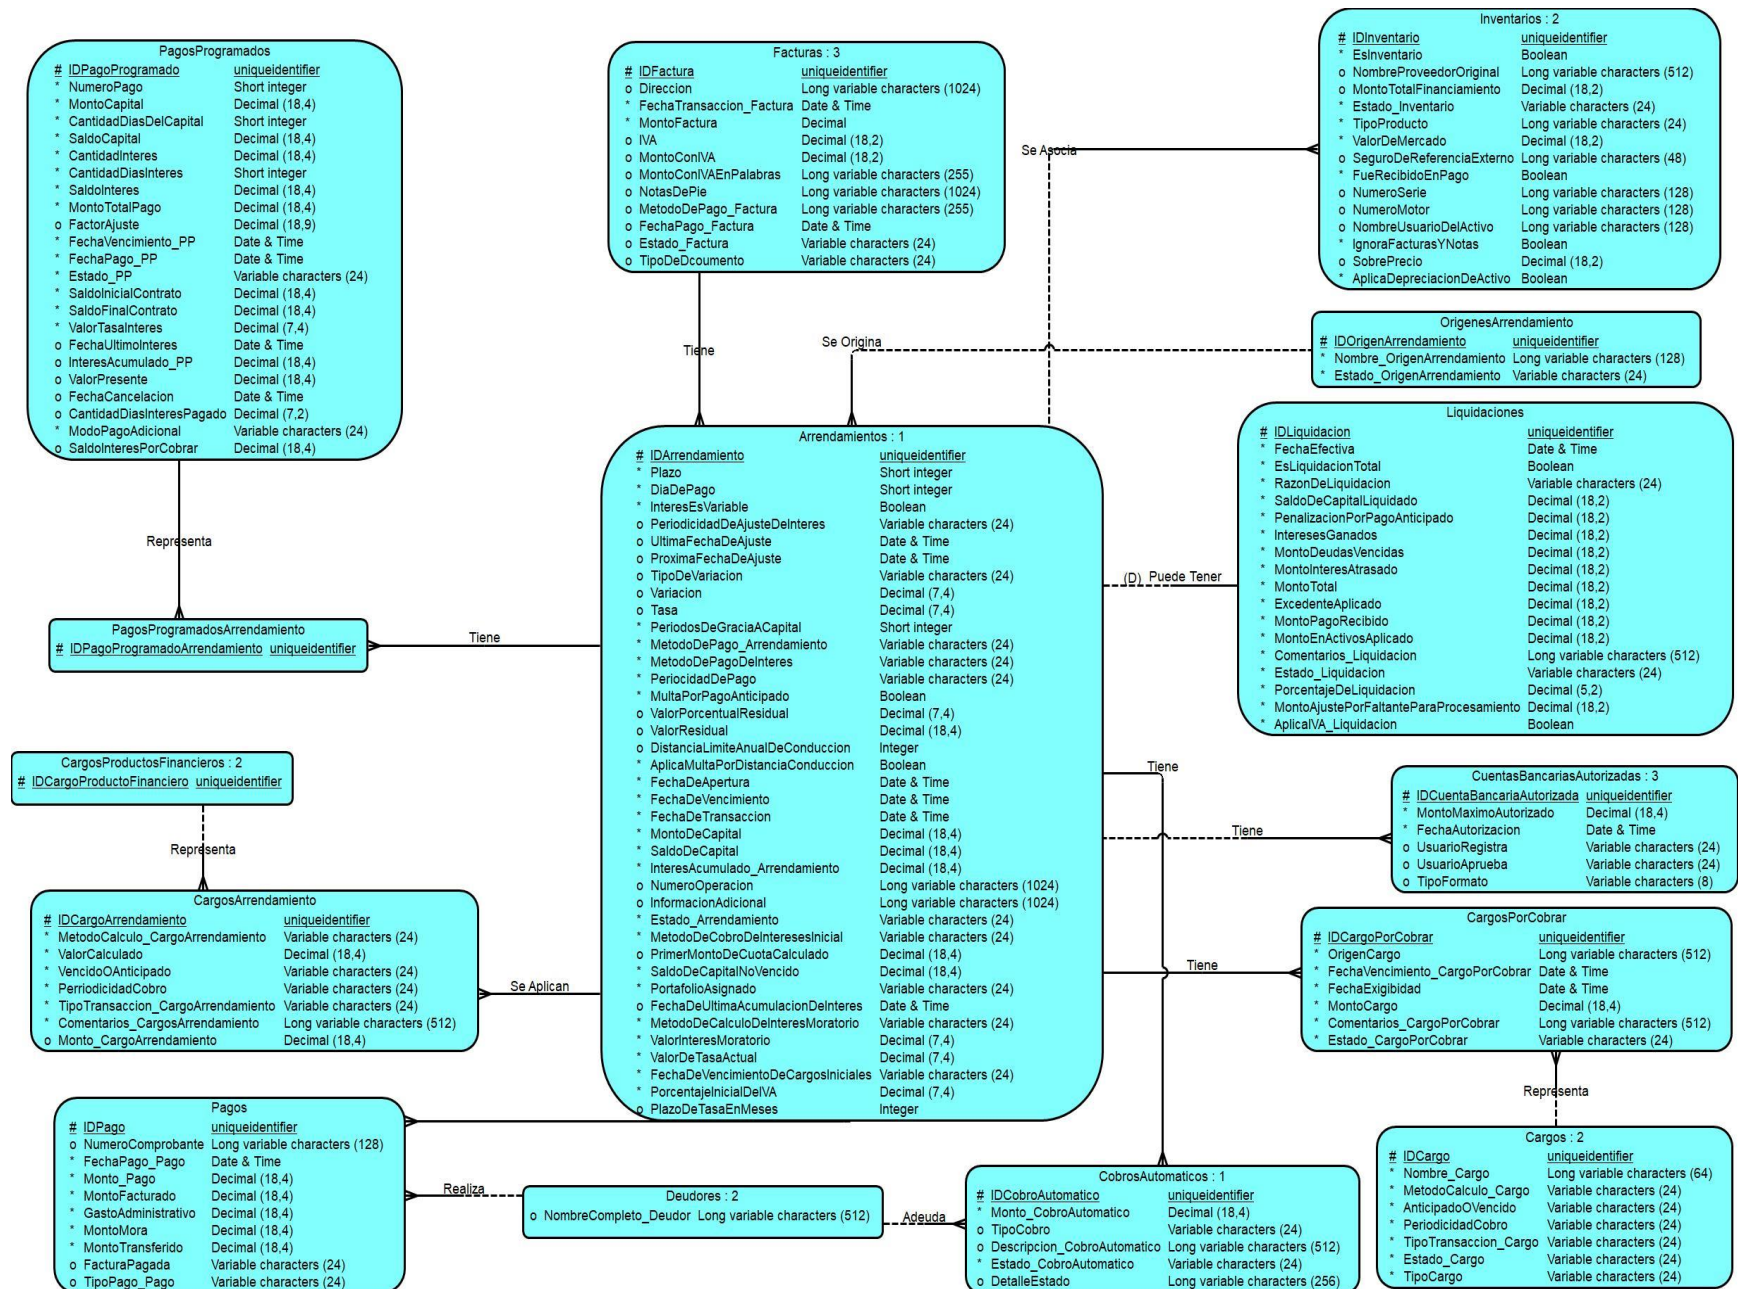 PagosProgramados
# IDPagoProgramado uniqueidentifier
* NumeroPago Short integer
* MontoCapital Decimal (18,4)
* CantidadDiasDelCapital Short integer
* SaldoCapital Decimal (18,4)
* CantidadInteres Decimal (18,4)
* CantidadDiasInteres Short integer
* SaldoInteres Decimal (18,4)
* MontoTotalPago Decimal (18,4)
o FactorAjuste Decimal (18,9)
* FechaVencimiento_PP Date & Time
* FechaPago_PP Date & Time
* Estado_PP Variable characters (24)
* SaldoInicialContrato Decimal (18,4)
* SaldoFinalContrato Decimal (18,4)
* ValorTasaInteres Decimal (7,4)
o FechaUltimoInteres Date & Time
o InteresAcumulado_PP Decimal (18,4)
o ValorPresente Decimal (18,4)
o FechaCancelacion Date & Time
o CantidadDiasInteresPagado Decimal (7,2)
* ModoPagoAdicional Variable characters (24)
o SaldoInteresPorCobrar Decimal (18,4)
Facturas : 3
# IDFactura uniqueidentifier
o Direccion Long variable characters (1024)
* FechaTransaccion_Factura Date & Time
* MontoFactura Decimal
o IVA Decimal (18,2)
o MontoConIVA Decimal (18,2)
o MontoConIVAEnPalabras Long variable characters (255)
o NotasDePie Long variable characters (1024)
o MetodoDePago_Factura Long variable characters (255)
o FechaPago_Factura Date & Time
o Estado_Factura Variable characters (24)
o TipoDeDcoumento Variable characters (24)
Inventarios : 2
# IDInventario uniqueidentifier
* EsInventario Boolean
o NombreProveedorOriginal Long variable characters (512)
o MontoTotalFinanciamiento Decimal (18,2)
* Estado_Inventario Variable characters (24)
* TipoProducto Long variable characters (24)
* ValorDeMercado Decimal (18,2)
o SeguroDeReferenciaExterno Long variable characters (48)
* FueRecibidoEnPago Boolean
o NumeroSerie Long variable characters (128)
o NumeroMotor Long variable characters (128)
o NombreUsuarioDelActivo Long variable characters (128)
* IgnoraFacturasYNotas Boolean
o SobrePrecio Decimal (18,2)
* AplicaDepreciacionDeActivo Boolean
Se Asocia
Tiene
Se Origina
OrigenesArrendamiento
# IDOrigenArrendamiento uniqueidentifier
* Nombre_OrigenArrendamiento Long variable characters (128)
* Estado_OrigenArrendamiento Variable characters (24)
Arrendamientos : 1
# IDArrendamiento uniqueidentifier
* Plazo Short integer
* DiaDePago Short integer
* InteresEsVariable Boolean
o PeriodicidadDeAjusteDeInteres Variable characters (24)
o UltimaFechaDeAjuste Date & Time
o ProximaFechaDeAjuste Date & Time
o TipoDeVariacion Variable characters (24)
o Variacion Decimal (7,4)
o Tasa Decimal (7,4)
* PeriodosDeGraciaACapital Short integer
* MetodoDePago_Arrendamiento Variable characters (24)
* MetodoDePagoDeInteres Variable characters (24)
* PeriocidadDePago Variable characters (24)
* MultaPorPagoAnticipado Boolean
o ValorPorcentualResidual Decimal (7,4)
o ValorResidual Decimal (18,4)
o DistanciaLimiteAnualDeConduccion Integer
* AplicaMultaPorDistanciaConduccion Boolean
* FechaDeApertura Date & Time
* FechaDeVencimiento Date & Time
* FechaDeTransaccion Date & Time
* MontoDeCapital Decimal (18,4)
* SaldoDeCapital Decimal (18,4)
* InteresAcumulado_Arrendamiento Decimal (18,4)
o NumeroOperacion Long variable characters (1024)
o InformacionAdicional Long variable characters (1024)
* Estado_Arrendamiento Variable characters (24)
* MetodoDeCobroDeInteresesInicial Variable characters (24)
o PrimerMontoDeCuotaCalculado Decimal (18,4)
* SaldoDeCapitalNoVencido Decimal (18,4)
* PortafolioAsignado Variable characters (24)
o FechaDeUltimaAcumulacionDeInteres Date & Time
* MetodoDeCalculoDeInteresMoratorio Variable characters (24)
* ValorInteresMoratorio Decimal (7,4)
* ValorDeTasaActual Decimal (7,4)
* FechaDeVencimientoDeCargosIniciales Variable characters (24)
* PorcentajeInicialDeIVA Decimal (7,4)
o PlazoDeTasaEnMeses Integer
Liquidaciones
# IDLiquidacion uniqueidentifier
* FechaEfectiva Date & Time
* EsLiquidacionTotal Boolean
* RazonDeLiquidacion Variable characters (24)
* SaldoDeCapitalLiquidado Decimal (18,2)
* PenalizacionPorPagoAnticipado Decimal (18,2)
* InteresesGanados Decimal (18,2)
* MontoDeudasVencidas Decimal (18,2)
* MontoInteresAtrasado Decimal (18,2)
* MontoTotal Decimal (18,2)
* ExcedenteAplicado Decimal (18,2)
* MontoPagoRecibido Decimal (18,2)
* MontoEnActivosAplicado Decimal (18,2)
* Comentarios_Liquidacion Long variable characters (512)
* Estado_Liquidacion Variable characters (24)
* PorcentajeDeLiquidacion Decimal (5,2)
* MontoAjustePorFaltanteParaProcesamiento Decimal (18,2)
* AplicaIVA_Liquidacion Boolean
Representa
(D) Puede Tener
PagosProgramadosArrendamiento
# IDPagoProgramadoArrendamiento uniqueidentifier
Tiene
CargosProductosFinancieros : 2
# IDCargoProductoFinanciero uniqueidentifier
Representa
Tiene
CuentasBancariasAutorizadas : 3
# IDCuentaBancariaAutorizada uniqueidentifier
* MontoMaximoAutorizado Decimal (18,4)
* FechaAutorizacion Date & Time
o UsuarioRegistra Variable characters (24)
o UsuarioAprueba Variable characters (24)
o TipoFormato Variable characters (8)
Tiene
CargosArrendamiento
# IDCargoArrendamiento uniqueidentifier
* MetodoCalculo_CargoArrendamiento Variable characters (24)
* ValorCalculado Decimal (18,4)
* VencidoOAnticipado Variable characters (24)
* PerriodicidadCobro Variable characters (24)
* TipoTransaccion_CargoArrendamiento Variable characters (24)
* Comentarios_CargosArrendamiento Long variable characters (512)
o Monto_CargoArrendamiento Decimal (18,4)
Se Aplican
CargosPorCobrar
# IDCargoPorCobrar uniqueidentifier
* OrigenCargo Long variable characters (512)
* FechaVencimiento_CargoPorCobrar Date & Time
* FechaExigibidad Date & Time
* MontoCargo Decimal (18,4)
* Comentarios_CargoPorCobrar Long variable characters (512)
* Estado_CargoPorCobrar Variable characters (24)
Tiene
Representa
Pagos
# IDPago uniqueidentifier
o NumeroComprobante Long variable characters (128)
* FechaPago_Pago Date & Time
* Monto_Pago Decimal (18,4)
* MontoFacturado Decimal (18,4)
* GastoAdministrativo Decimal (18,4)
* MontoMora Decimal (18,4)
* MontoTransferido Decimal (18,4)
o FacturaPagada Variable characters (24)
o TipoPago_Pago Variable characters (24)
Realiza
Deudores : 2
o NombreCompleto_Deudor Long variable characters (512)
Adeuda
CobrosAutomaticos : 1
# IDCobroAutomatico uniqueidentifier
* Monto_CobroAutomatico Decimal (18,4)
o TipoCobro Variable characters (24)
o Descripcion_CobroAutomatico Long variable characters (512)
* Estado_CobroAutomatico Variable characters (24)
o DetalleEstado Long variable characters (256)
Cargos : 2
# IDCargo uniqueidentifier
* Nombre_Cargo Long variable characters (64)
* MetodoCalculo_Cargo Variable characters (24)
* AnticipadoOVencido Variable characters (24)
* PeriodicidadCobro Variable characters (24)
* TipoTransaccion_Cargo Variable characters (24)
* Estado_Cargo Variable characters (24)
* TipoCargo Variable characters (24)